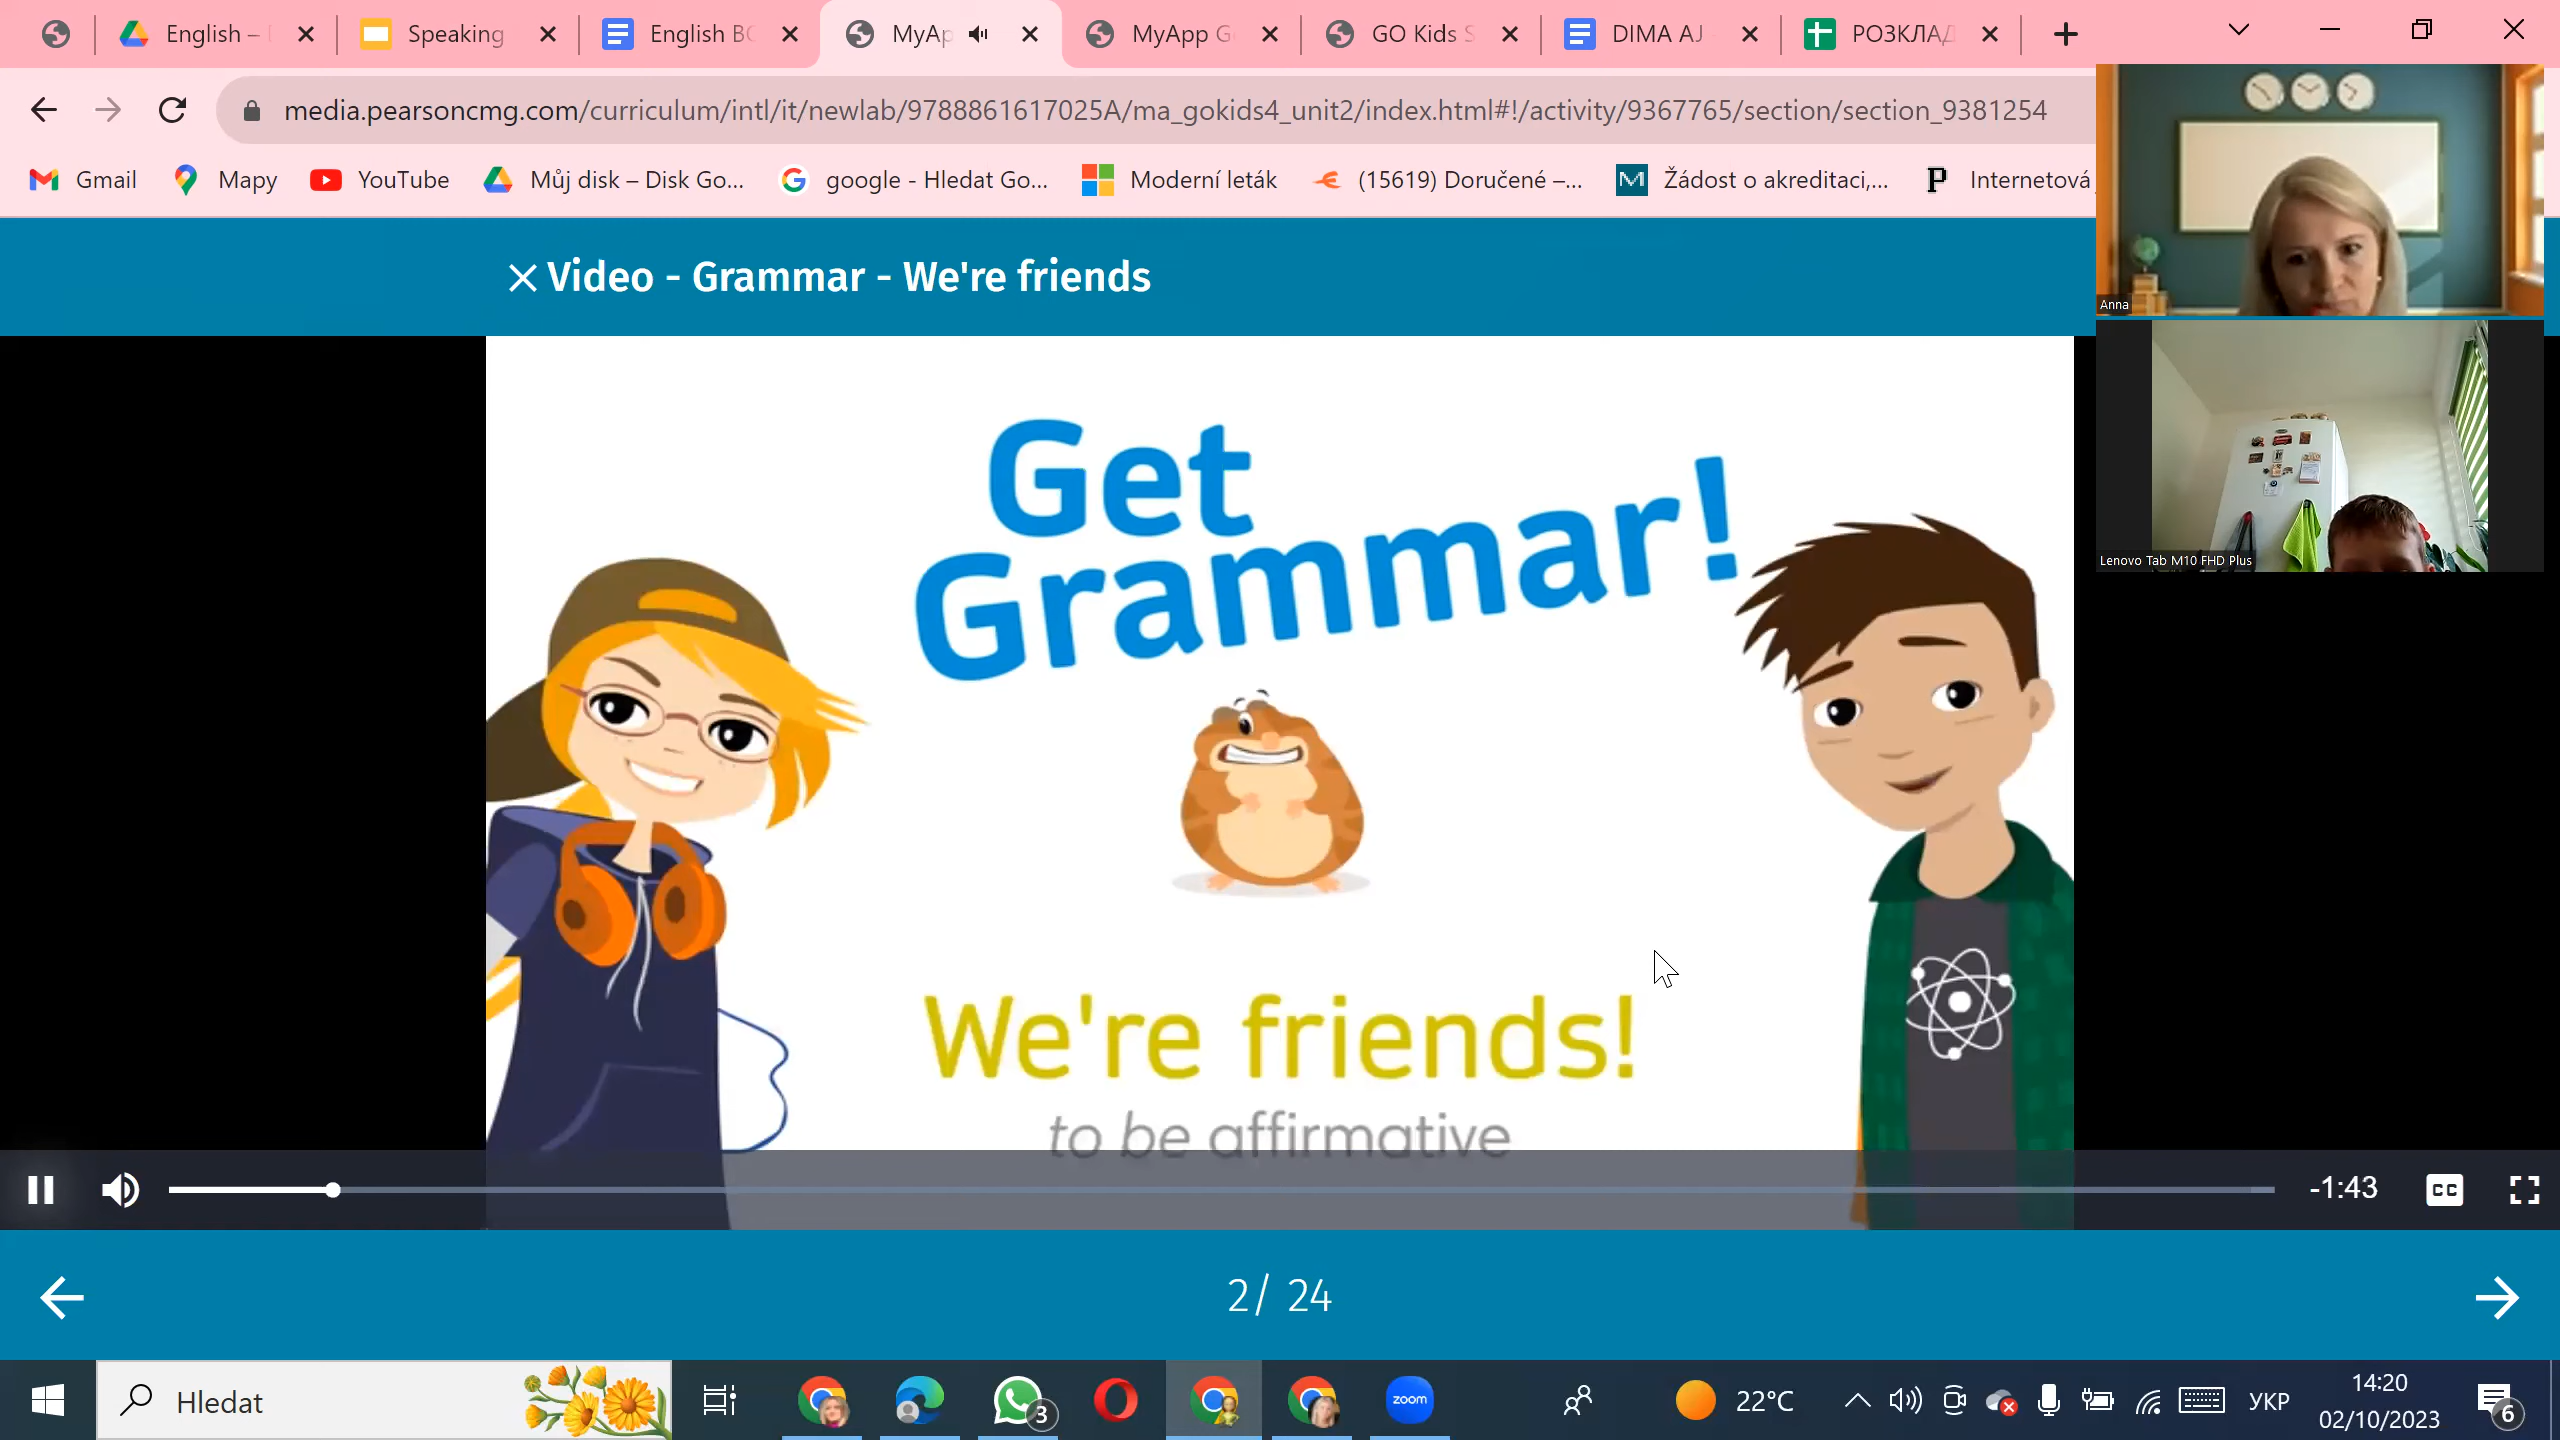 English –
Speaking
English BO
MyAp
MyApp G
GO Kids S
DIMA AJ
РОЗКЛАД
media.pearsoncmg.com/curriculum/intl/it/newlab/9788861617025A/ma_gokids4_unit2/index.html#!/activity/9367765/section/section_9381254
Gmail
Mapy
YouTube
Můj disk – Disk Go...
google - Hledat Go...
Moderní leták
(15619) Doručené –...
Žádost o akreditaci,...
Internetová
Anna
Lenovo Tab M10 FHD Plus
Video - Grammar - We're friends
Get
Grammar!
We're friends!
to be affirmative
-1:43
CC
2/ 24
Hledat
3
zoom
22°C
УКР
14:20
02/10/2023
6